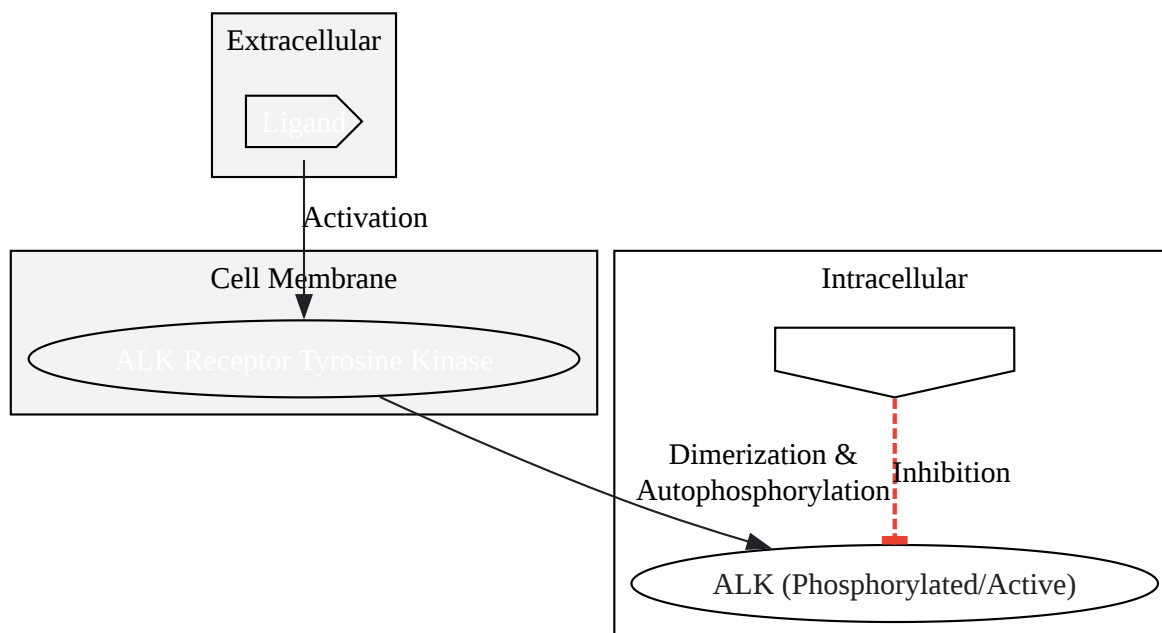 Extracellular
Ligand
Activation
Cell Membrane
ALK Receptor Tyrosine Kinase
Intracellular
Dimerization &
Autophosphorylation
Inhibition
ALK (Phosphorylated/Active)